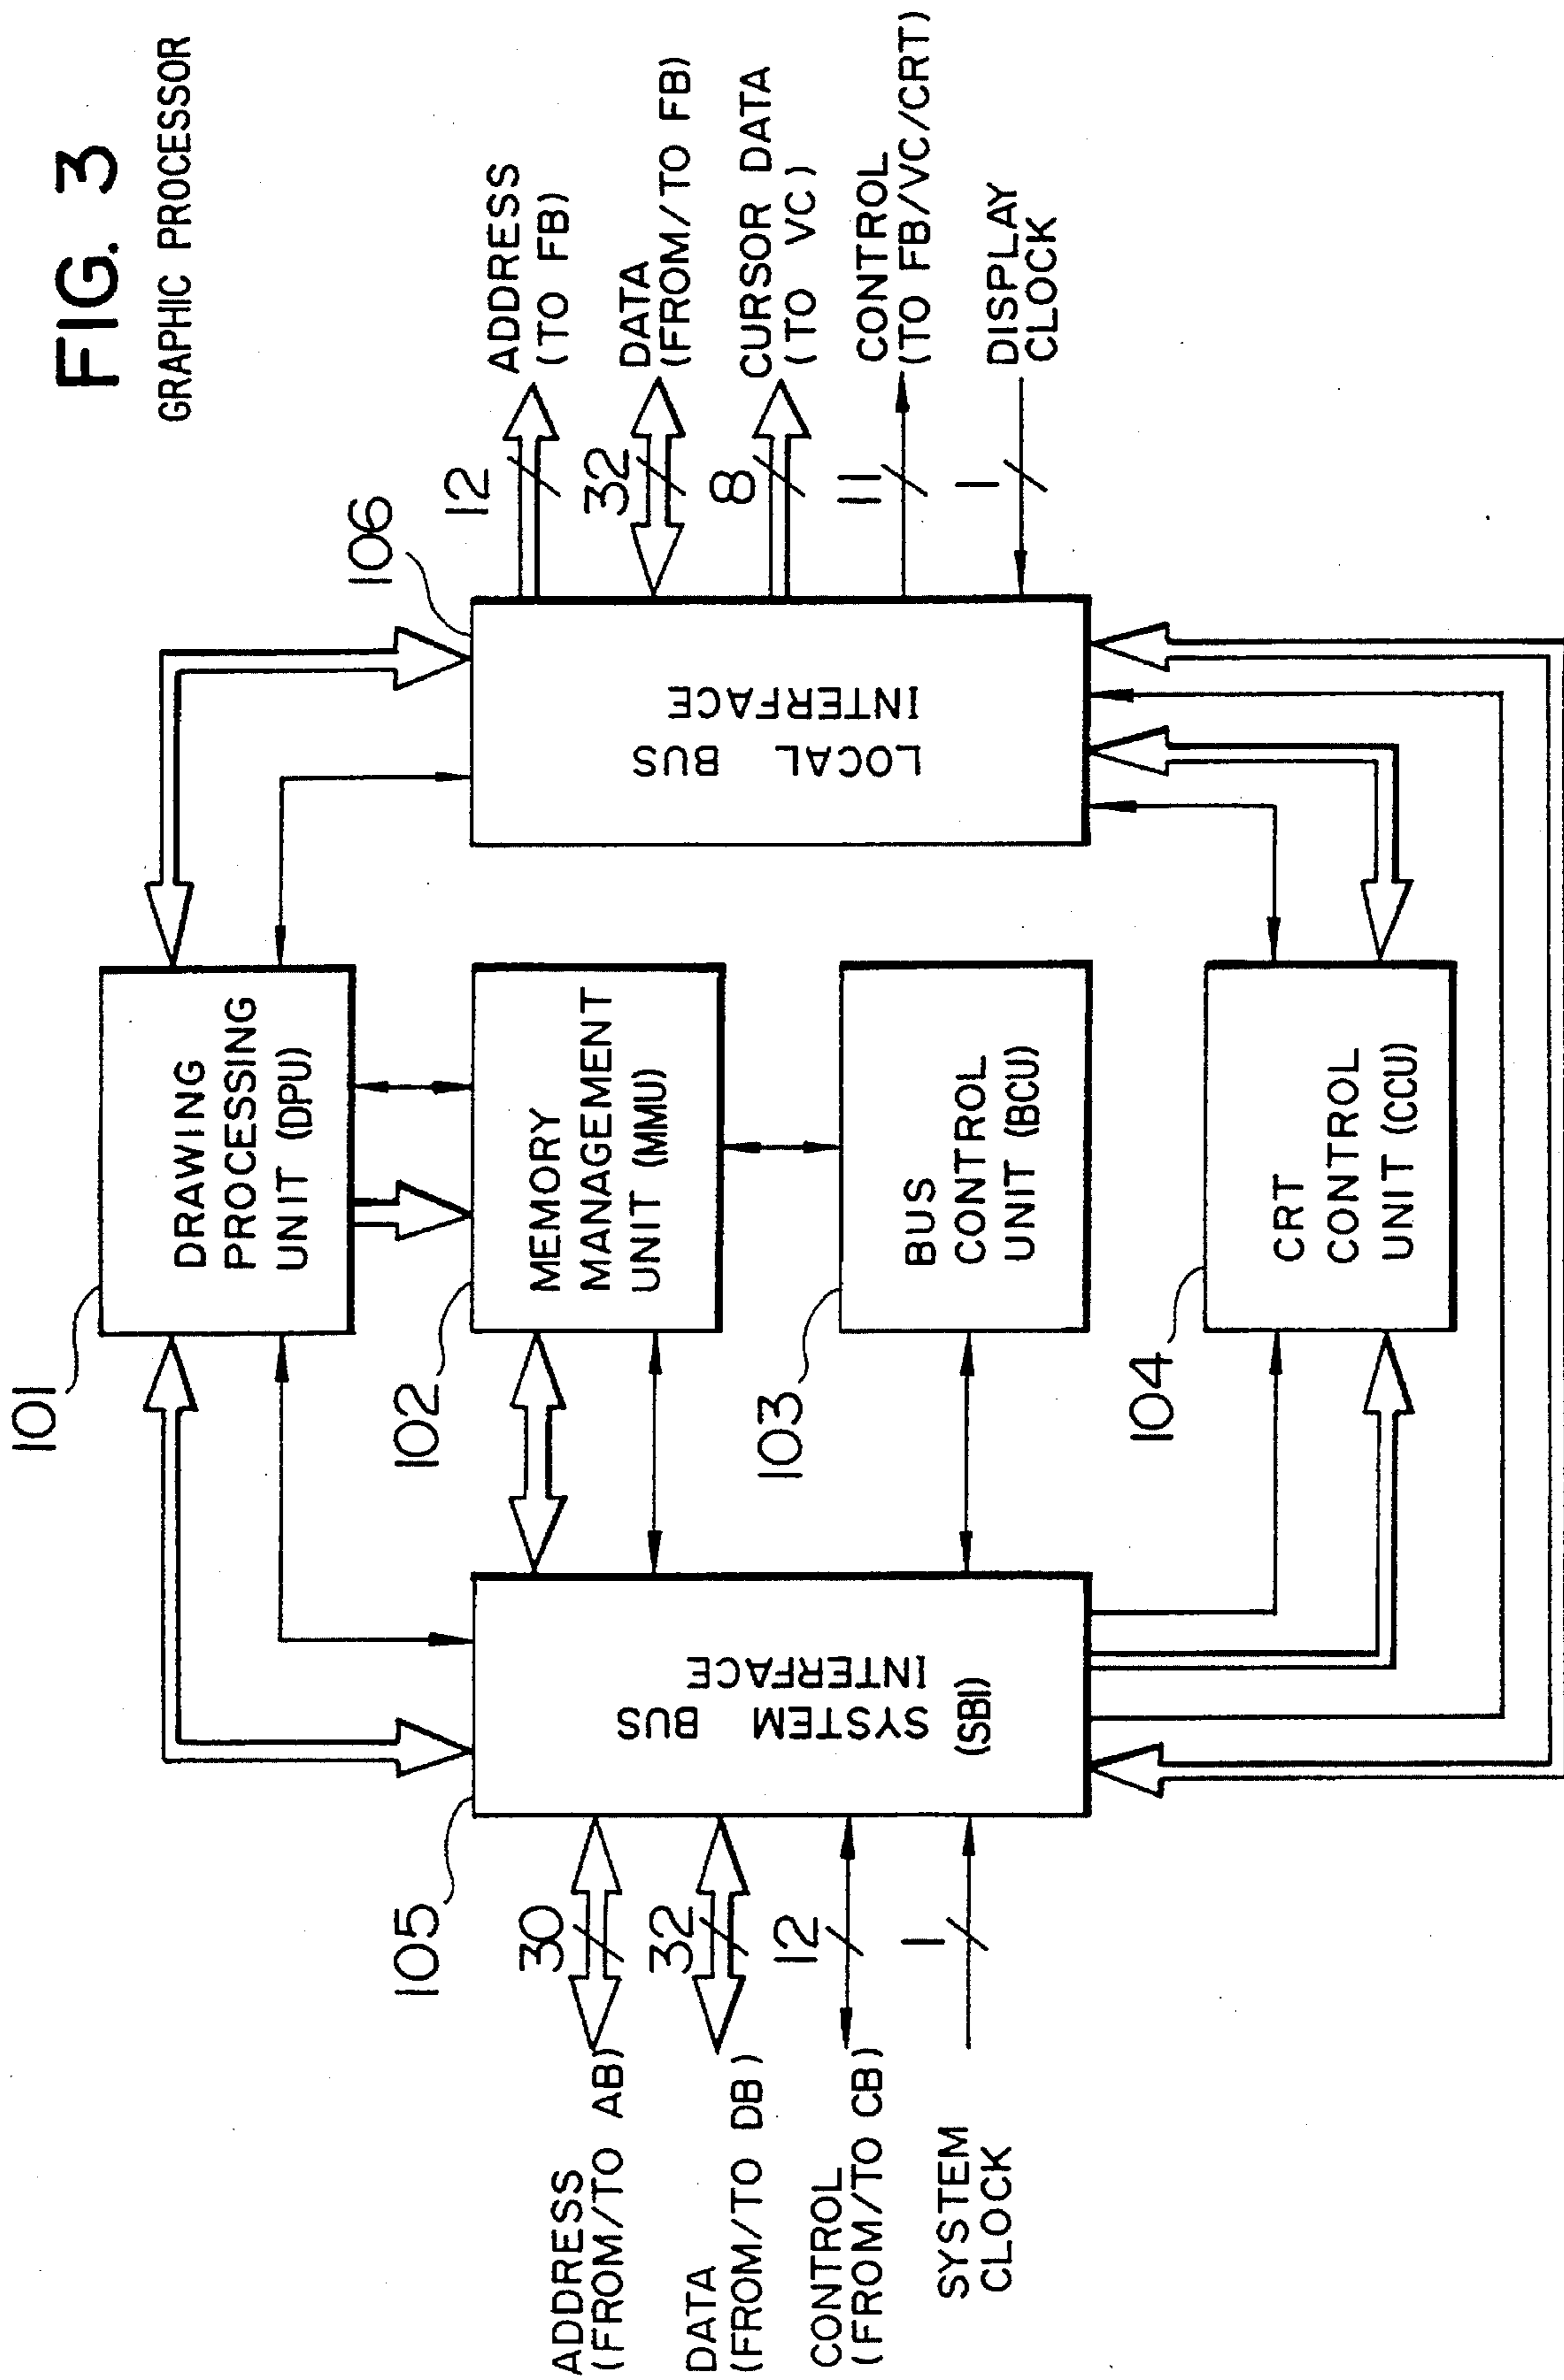 FIG. 3
GRAPHIC PROCESSOR
101
DRAWING
PROCESSING
UNIT (DPU)
102
MEMORY
MANAGEMENT
UNIT (MMU)
103
BUS
CONTROL
UNIT (BCU)
104
CRT
CONTROL
UNIT (CCU)
105
SYSTEM BUS
INTERFACE
(SBI)
106
LOCAL BUS
INTERFACE
ADDRESS
(FROM/TO AB)
30
DATA
(FROM/TO DB)
32
CONTROL
(FROM/TO CB)
12
SYSTEM
CLOCK
1
12
ADDRESS
(TO FB)
32
DATA
(FROM/TO FB)
8
CURSOR DATA
(TO VC)
11
CONTROL
(TO FB/VC/CRT)
1
DISPLAY
CLOCK